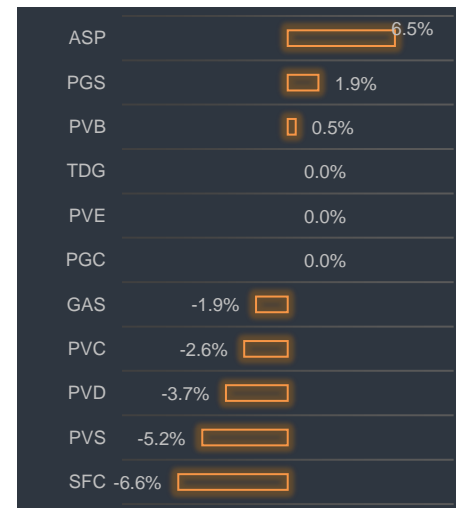 ASP 6.5%
PGS 1.9%
PVB 0.5%
TDG 0.0%
PVE 0.0%
PGC 0.0%
GAS -1.9%
PVC -2.6%
PVD -3.7%
PVS -5.2%
SFC -6.6%